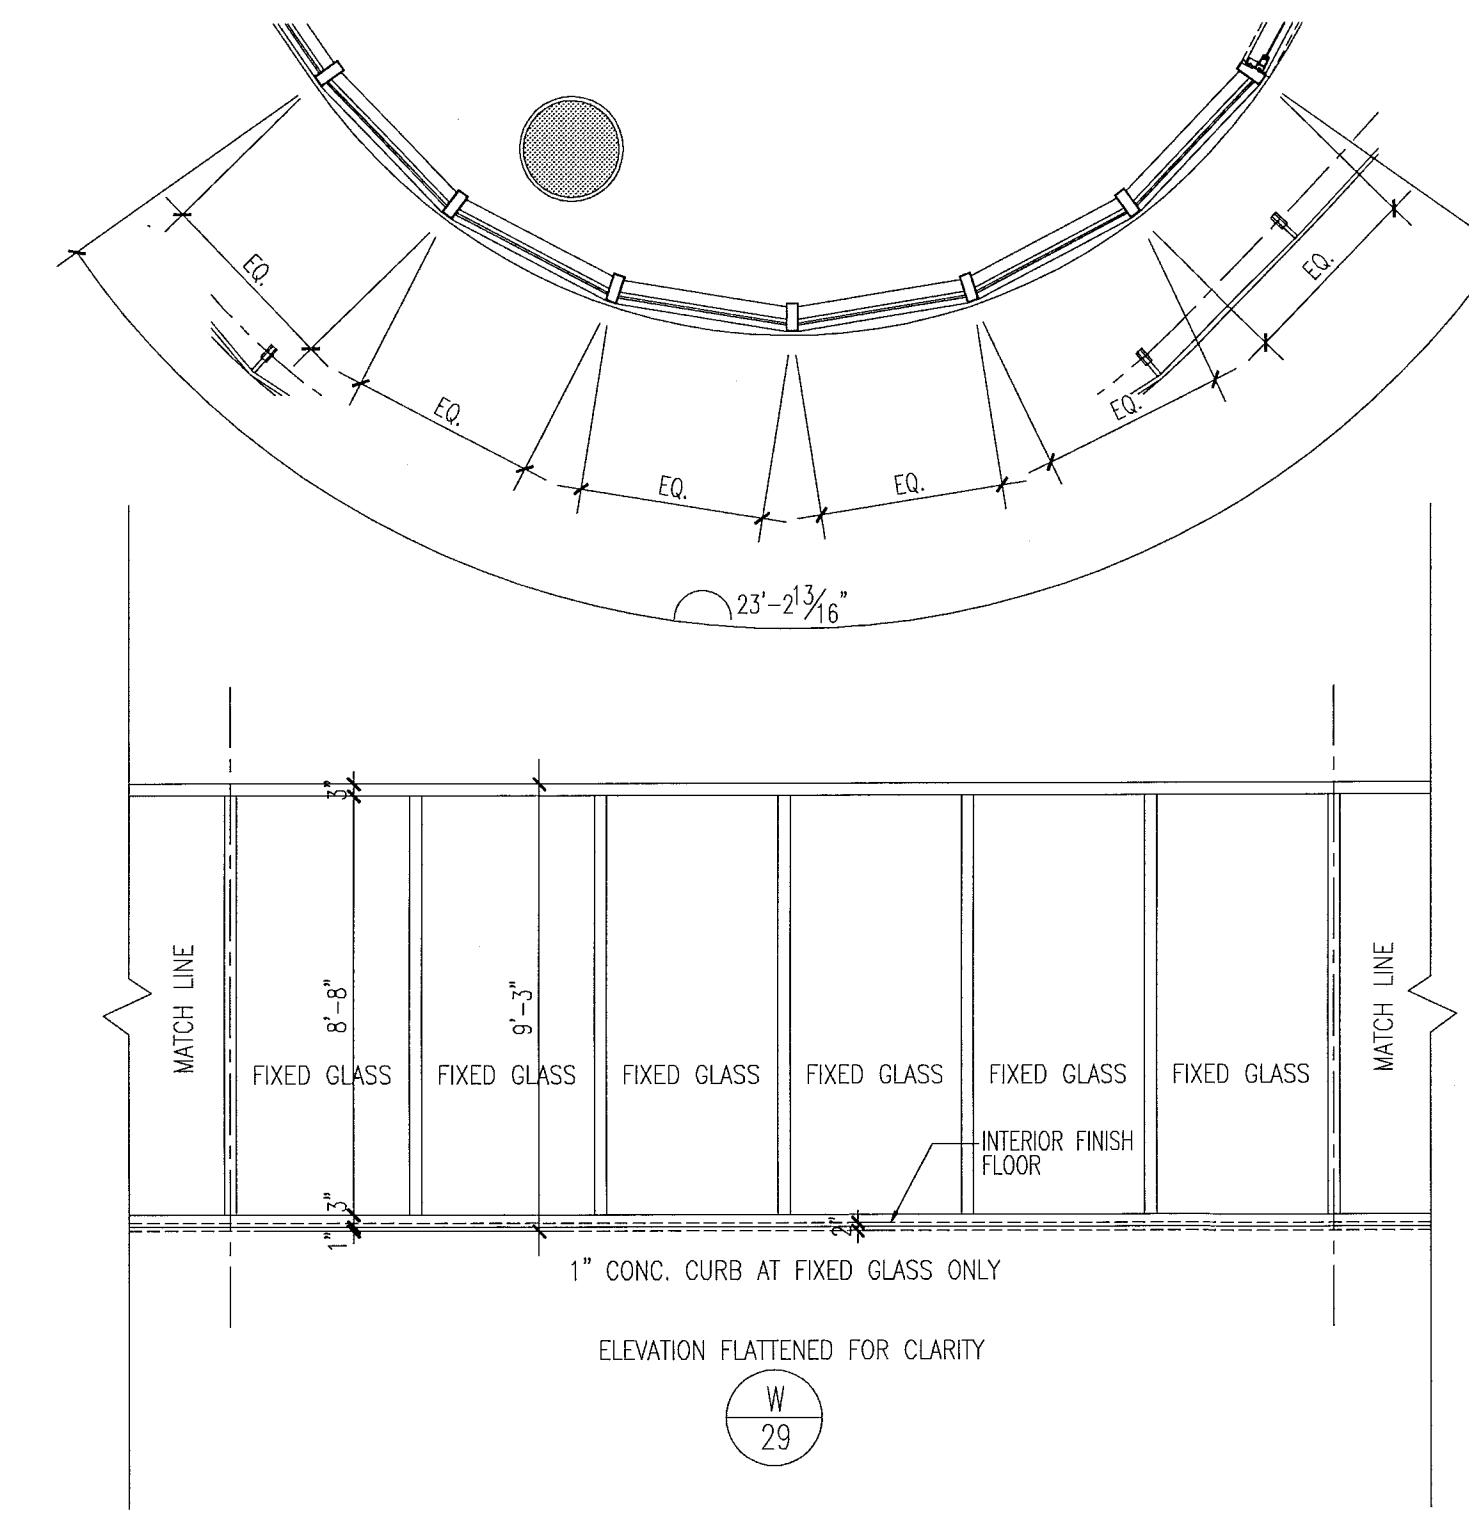 EQ.
EQ.
EQ.
EQ.
EQ.
EQ.
23'-2 13/16"
3"
8'-8"
9'-3"
MATCH LINE
MATCH LINE
FIXED GLASS
FIXED GLASS
FIXED GLASS
FIXED GLASS
FIXED GLASS
FIXED GLASS
INTERIOR FINISH
FLOOR
3"
1"
2"
1" CONC. CURB AT FIXED GLASS ONLY
ELEVATION FLATTENED FOR CLARITY
W
29